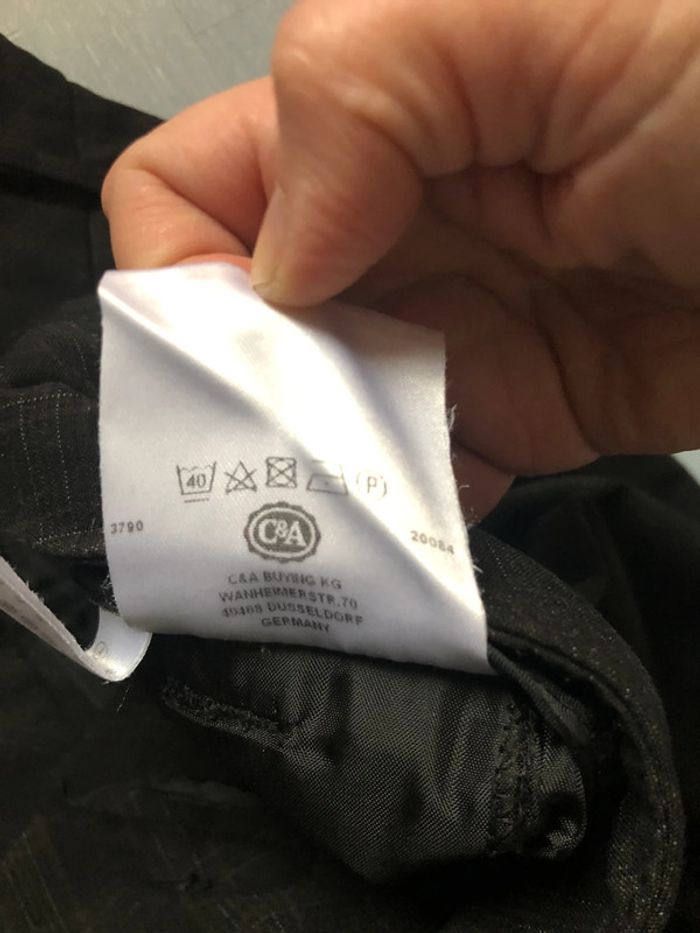 40 P
C&A
3790 20084
C&A BUYING KG
WANHEIMERSTR.70
40468 DUSSELDORF
GERMANY